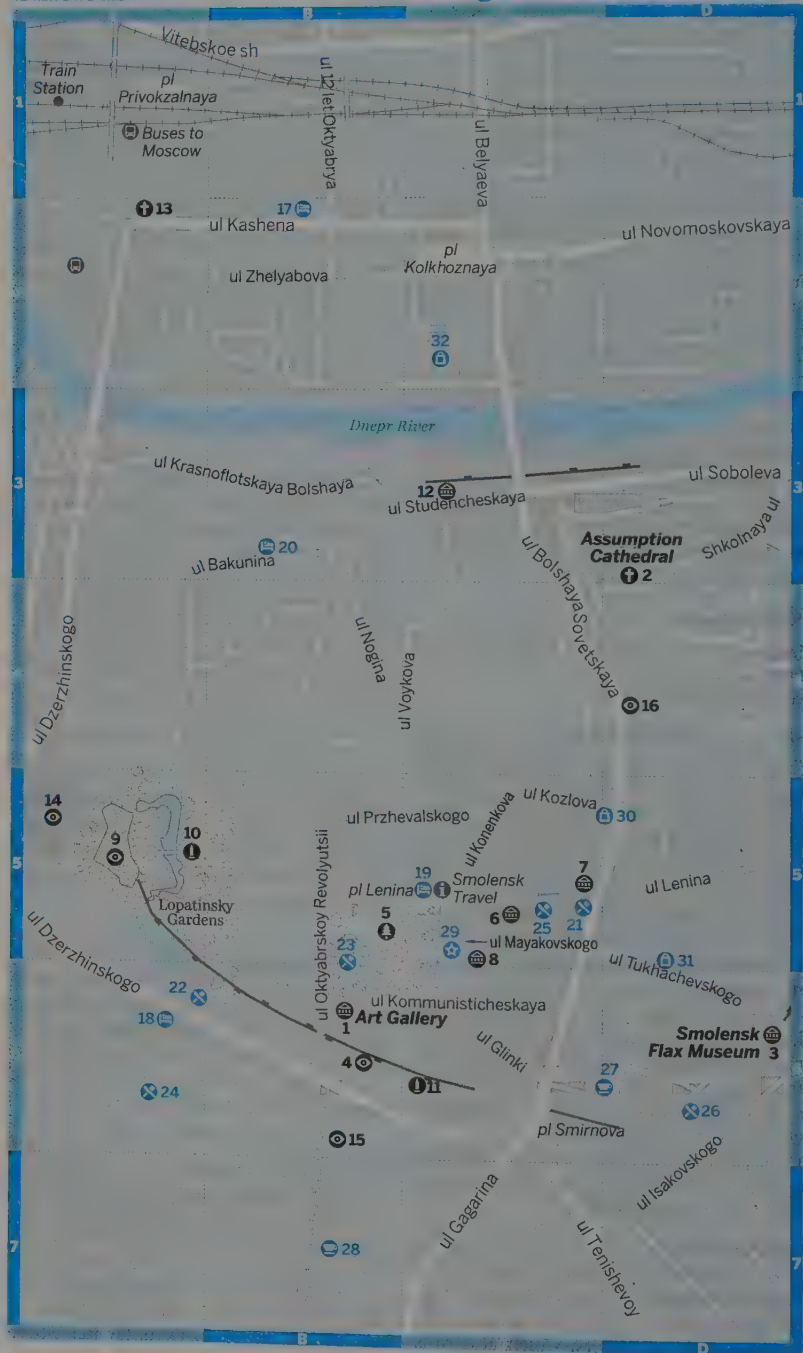 B
D
Vitebskoe sh
Train
Station
pl
Privokzalnaya
ul 12 let Oktyabrya
1
1
Buses to
Moscow
ul Belyaeva
13
17
ul Kashena
ul Novomoskovskaya
pl
Kolkhoznaya
ul Zhelyabova
32
Dnepr River
ul Krasnoflotskaya Bolshaya
ul Soboleva
3
12
3
ul Studencheskaya
Shkolnaya ul
Assumption
Cathedral
2
20
ul Bakunina
ul Bolshaya Sovetskaya
ul Nogina
ul Voykova
ul Dzerzhinskogo
16
14
ul Kozlova
30
ul Przhevalskogo
ul Konenkova
9
10
5
5
7
19
Smolensk
Travel
pl Lenina
ul Lenina
Lopatinsky
Gardens
ul Oktyabrskoy Revolyutsii
5
6
25
21
29
ul Mayakovskogo
23
8
31
ul Tukhachevskogo
ul Dzerzhinskogo
22
ul Kommunisticheskaya
18
1
Art Gallery
ul Glinki
Smolensk
Flax Museum 3
4
27
11
24
26
pl Smirnova
15
ul Isakovskogo
ul Gagarina
28
ul Tenishevoy
7
7
B
D